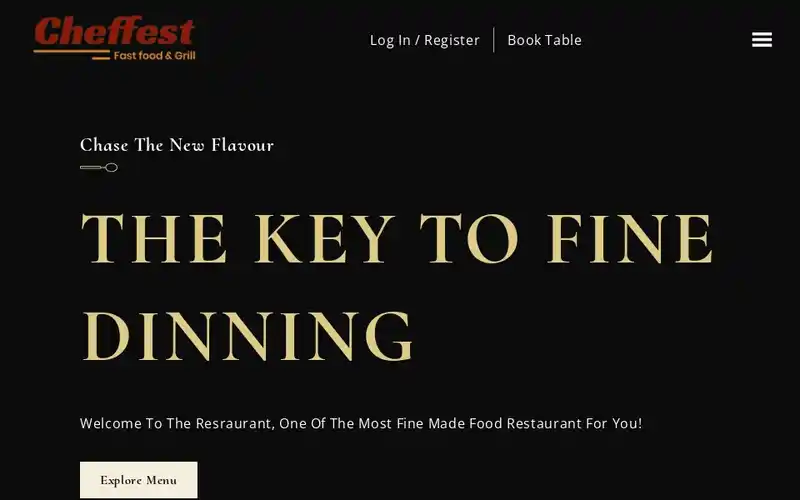 Cheffest
Fast food & Grill
Log In / Register
Book Table
Chase The New Flavour
THE KEY TO FINE
DINNING
Welcome To The Resraurant, One Of The Most Fine Made Food Restaurant For You!
Explore Menu